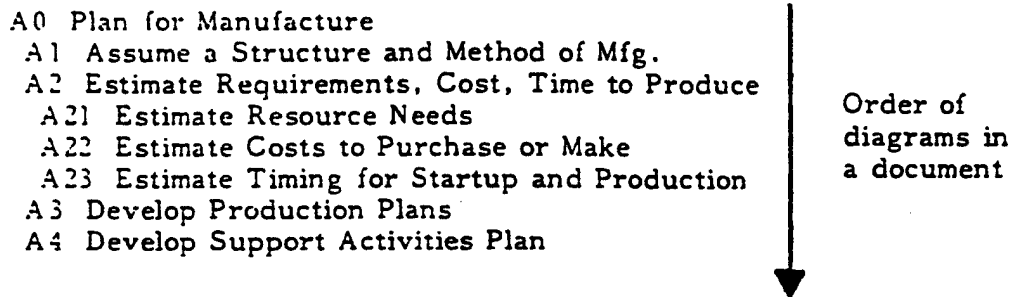 A0 Plan for Manufacture
A1 Assume a Structure and Method of Mfg.
A2 Estimate Requirements, Cost, Time to Produce
A21 Estimate Resource Needs
A22 Estimate Costs to Purchase or Make
A23 Estimate Timing for Startup and Production
A3 Develop Production Plans
A4 Develop Support Activities Plan
Order of
diagrams in
a document